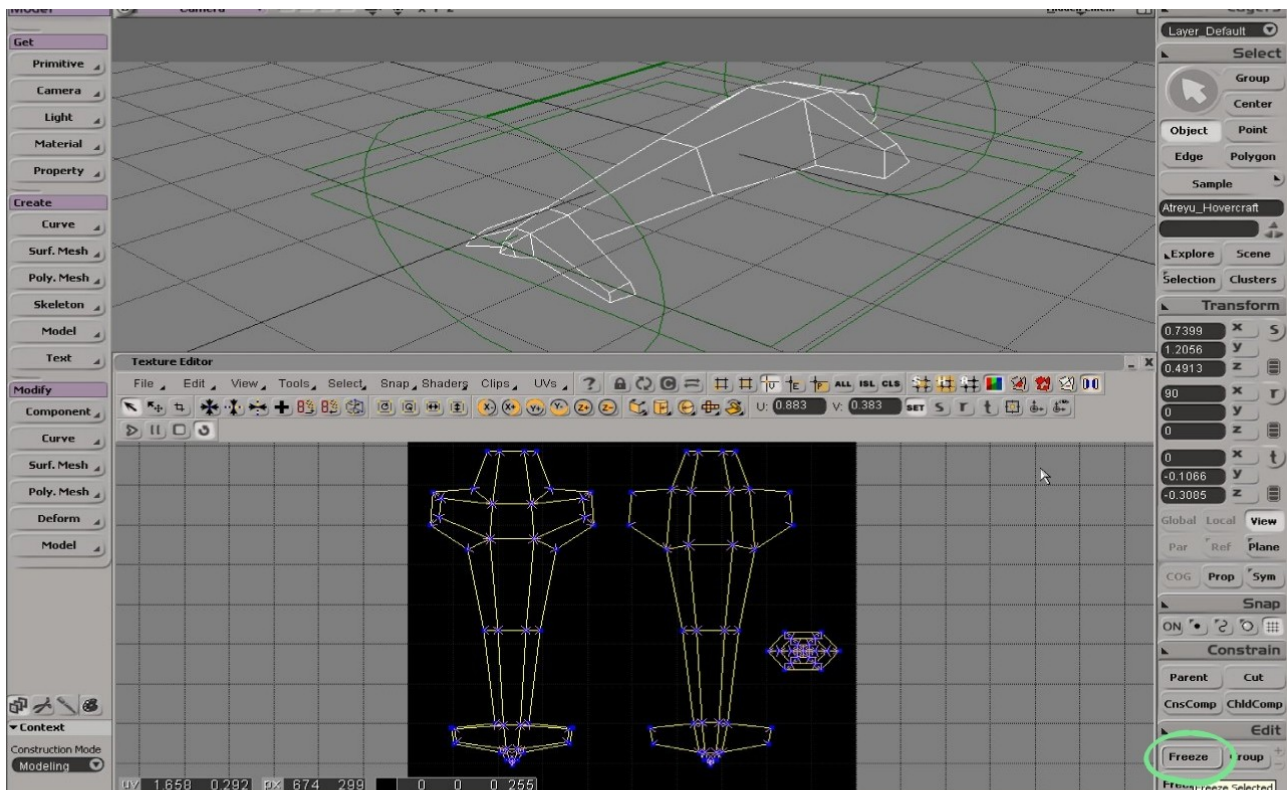 Model
Camera
X Y Z
Get
Primitive
Camera
Light
Material
Property
Create
Curve
Surf. Mesh
Poly. Mesh
Skeleton
Model
Text
Modify
Component
Curve
Surf. Mesh
Poly. Mesh
Deform
Model
Context
Construction Mode
Modeling
Texture Editor
File Edit View Tools Select Snap Shaders Clips UVs ? ALL ISL CLS
U: 0.883 V: 0.383 SET S r t
UV 1.658 0.292 px 674 299 0 0 0 255
Layers
Layer_Default
Select
Group
Center
Object Point
Edge Polygon
Sample
Atreyu_Hovercraft
Explore Scene
Selection Clusters
Transform
0.7399 x S
1.2056 y
0.4913 z
90 x r
0 y
0 z
0 x t
-0.1066 y
-0.3085 z
Global Local View
Par Ref Plane
COG Prop Sym
Snap
ON
Constrain
Parent Cut
CnsComp ChldComp
Edit
Freeze Group
Freeze Selected